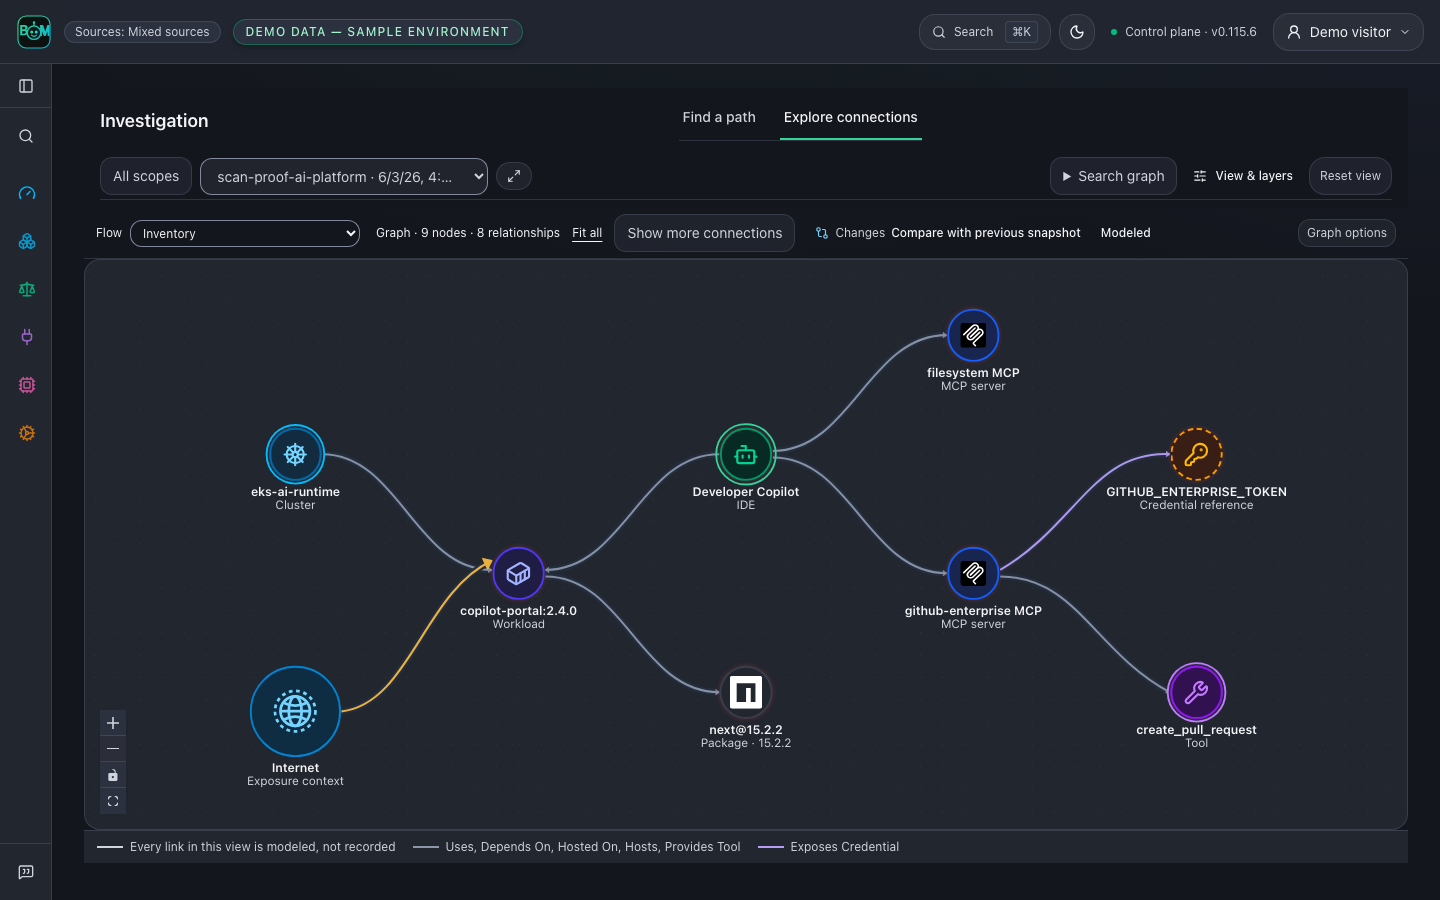 BOM
Sources: Mixed sources
DEMO DATA — SAMPLE ENVIRONMENT
Search ⌘K
Control plane · v0.115.6
Demo visitor
Investigation
Find a path
Explore connections
All scopes
scan-proof-ai-platform · 6/3/26, 4:...
Search graph
View & layers
Reset view
Flow
Inventory
Graph · 9 nodes · 8 relationships
Fit all
Show more connections
Changes Compare with previous snapshot
Modeled
Graph options
filesystem MCP
MCP server
eks-ai-runtime
Cluster
Developer Copilot
IDE
GITHUB_ENTERPRISE_TOKEN
Credential reference
copilot-portal:2.4.0
Workload
github-enterprise MCP
MCP server
next@15.2.2
Package · 15.2.2
create_pull_request
Tool
Internet
Exposure context
Every link in this view is modeled, not recorded
Uses, Depends On, Hosted On, Hosts, Provides Tool
Exposes Credential